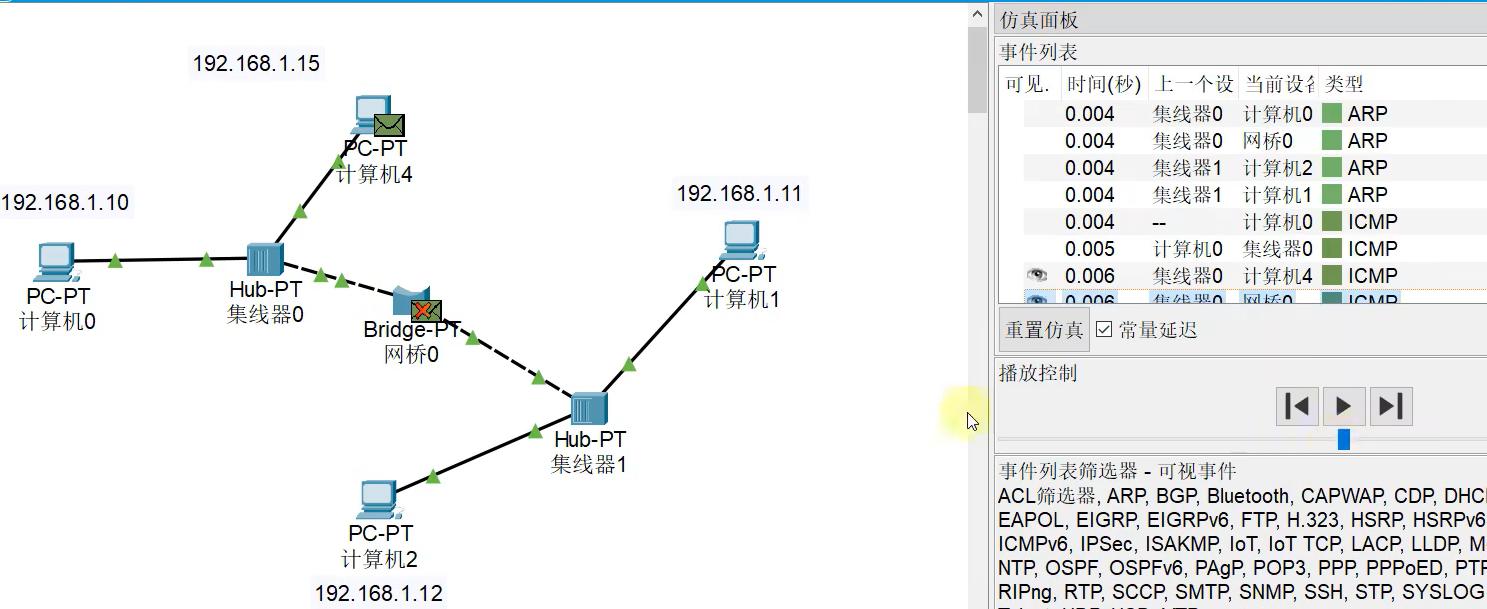 192.168.1.15
PC-PT
计算机4
192.168.1.10
192.168.1.11
PC-PT
计算机0
Hub-PT
集线器0
PC-PT
计算机1
Bridge-PT
网桥0
Hub-PT
集线器1
PC-PT
计算机2
192.168.1.12
仿真面板
事件列表
可见. 时间(秒) 上一个设 当前设备 类型
0.004 集线器0 计算机0 ARP
0.004 集线器0 网桥0 ARP
0.004 集线器1 计算机2 ARP
0.004 集线器1 计算机1 ARP
0.004 -- 计算机0 ICMP
0.005 计算机0 集线器0 ICMP
0.006 集线器0 计算机4 ICMP
0.006 集线器0 网桥0 ICMP
重置仿真 常量延迟
播放控制
事件列表筛选器 - 可视事件
ACL筛选器, ARP, BGP, Bluetooth, CAPWAP, CDP, DHC
EAPOL, EIGRP, EIGRPv6, FTP, H.323, HSRP, HSRPv6
ICMPv6, IPSec, ISAKMP, IoT, IoT TCP, LACP, LLDP, M
NTP, OSPF, OSPFv6, PAgP, POP3, PPP, PPPoED, PTP
RIPng, RTP, SCCP, SMTP, SNMP, SSH, STP, SYSLOG